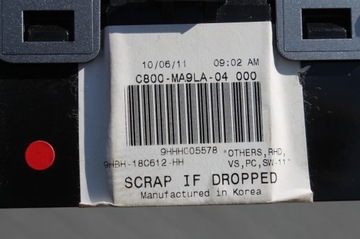 10/06/11 09:02 AM
C800-MA9LA-04 000
9HHHC05578 "OTHERS,RHD,
9HBH-18C612-HH VS,PC,SW-11"
SCRAP IF DROPPED
Manufactured in Korea